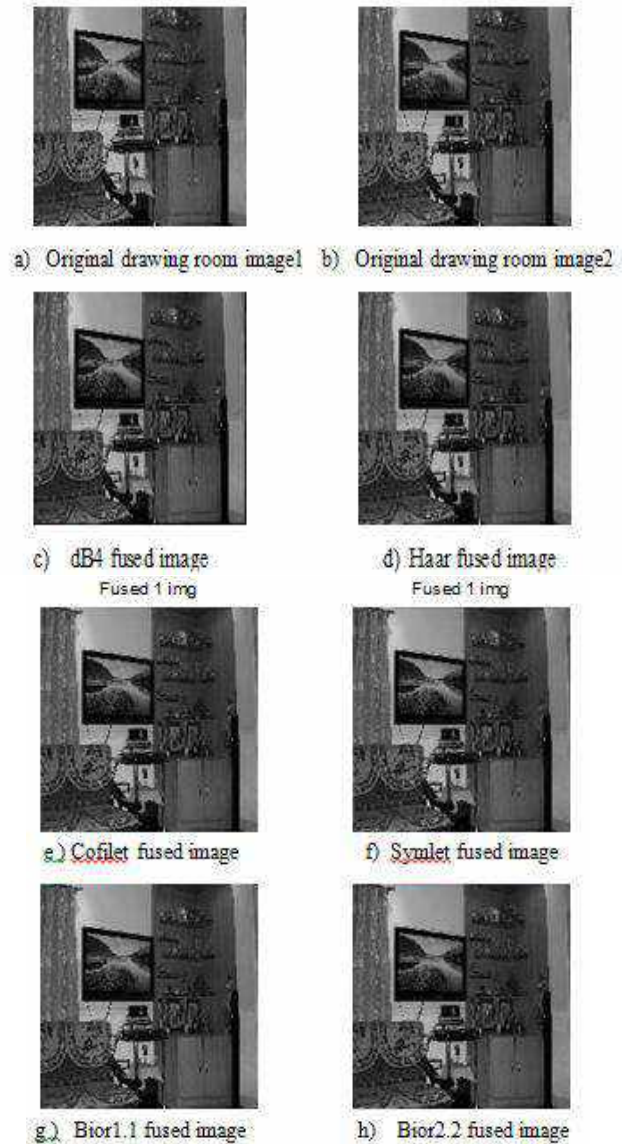 a) Original drawing room image1 b) Original drawing room image2
c) dB4 fused image d) Haar fused image
Fused 1 img Fused 1 img
e.) Cofilet fused image f) Symlet fused image
g.) Bior1.1 fused image h) Bior2.2 fused image